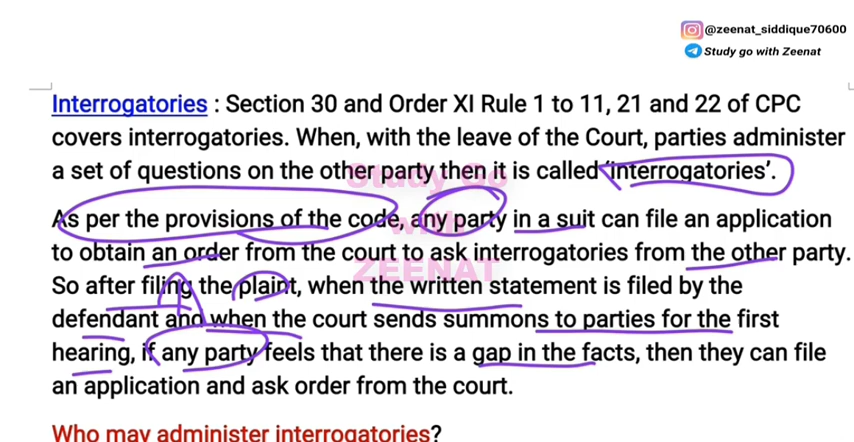 @zeenat_siddique70600
Study go with Zeenat
Interrogatories : Section 30 and Order XI Rule 1 to 11, 21 and 22 of CPC
covers interrogatories. When, with the leave of the Court, parties administer
a set of questions on the other party then it is called 'interrogatories'.
Study Go
with
ZEENAT
As per the provisions of the code, any party in a suit can file an application
to obtain an order from the court to ask interrogatories from the other party.
So after filing the plaint, when the written statement is filed by the
defendant and when the court sends summons to parties for the first
hearing, if any party feels that there is a gap in the facts, then they can file
an application and ask order from the court.
Who may administer interrogatories?